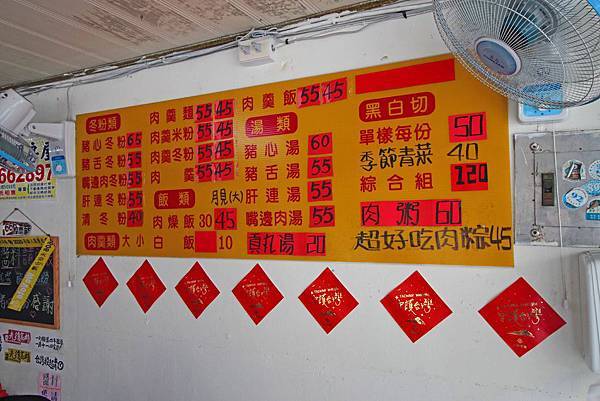 冬粉類
豬心冬粉65
豬舌冬粉55
嘴邊冬粉55
肝連冬粉55
清冬粉40
肉羹類 大 小
肉羹麵55 45
肉羹米粉55 45
肉羹冬粉55 45
肉羹55 45
飯類
月見(大)
肉燥飯30 45
白飯 10
肉羹飯55 45
湯類
豬心湯60
豬舌湯55
肝連湯55
嘴邊肉湯55
真丸湯20
黑白切
單樣每份50
季節青菜40
綜合組120
肉粥60
超好吃肉粽45